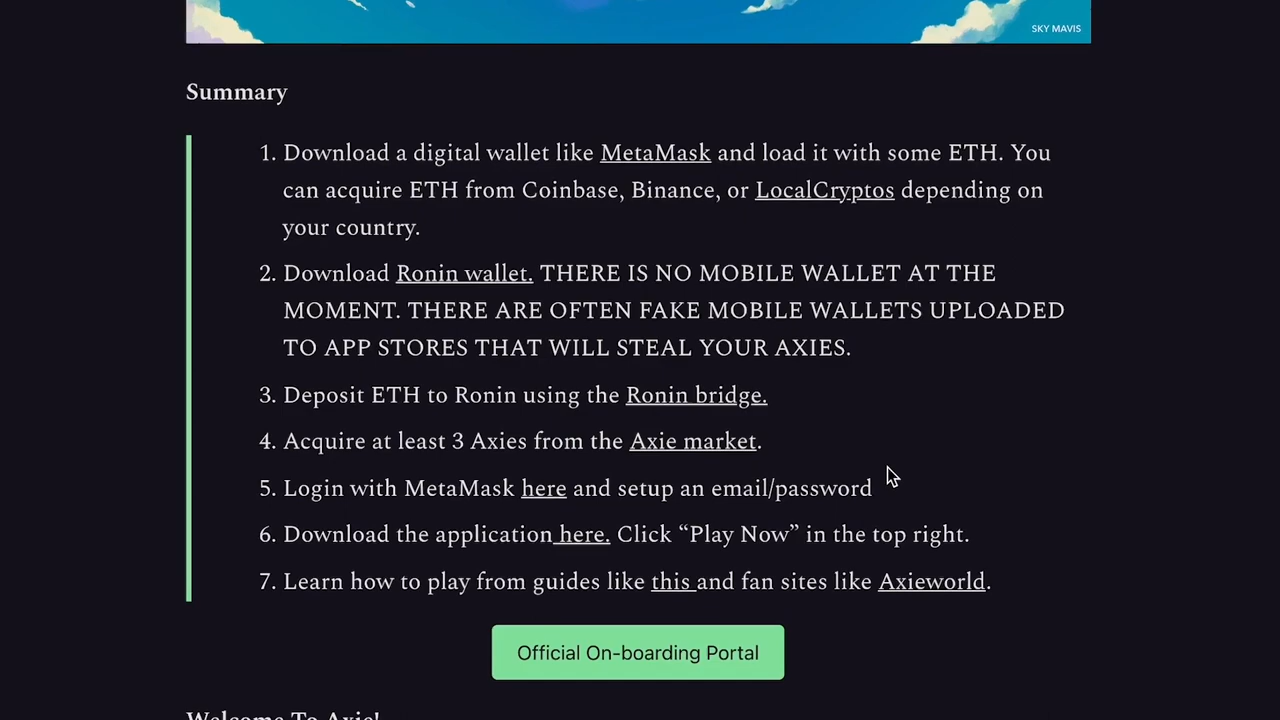 SKY MAVIS
Summary
1. Download a digital wallet like MetaMask and load it with some ETH. You
can acquire ETH from Coinbase, Binance, or LocalCryptos depending on
your country.
2. Download Ronin wallet. THERE IS NO MOBILE WALLET AT THE
MOMENT. THERE ARE OFTEN FAKE MOBILE WALLETS UPLOADED
TO APP STORES THAT WILL STEAL YOUR AXIES.
3. Deposit ETH to Ronin using the Ronin bridge.
4. Acquire at least 3 Axies from the Axie market.
5. Login with MetaMask here and setup an email/password
6. Download the application here. Click “Play Now” in the top right.
7. Learn how to play from guides like this and fan sites like Axieworld.
Official On-boarding Portal
Welcome To Axie!